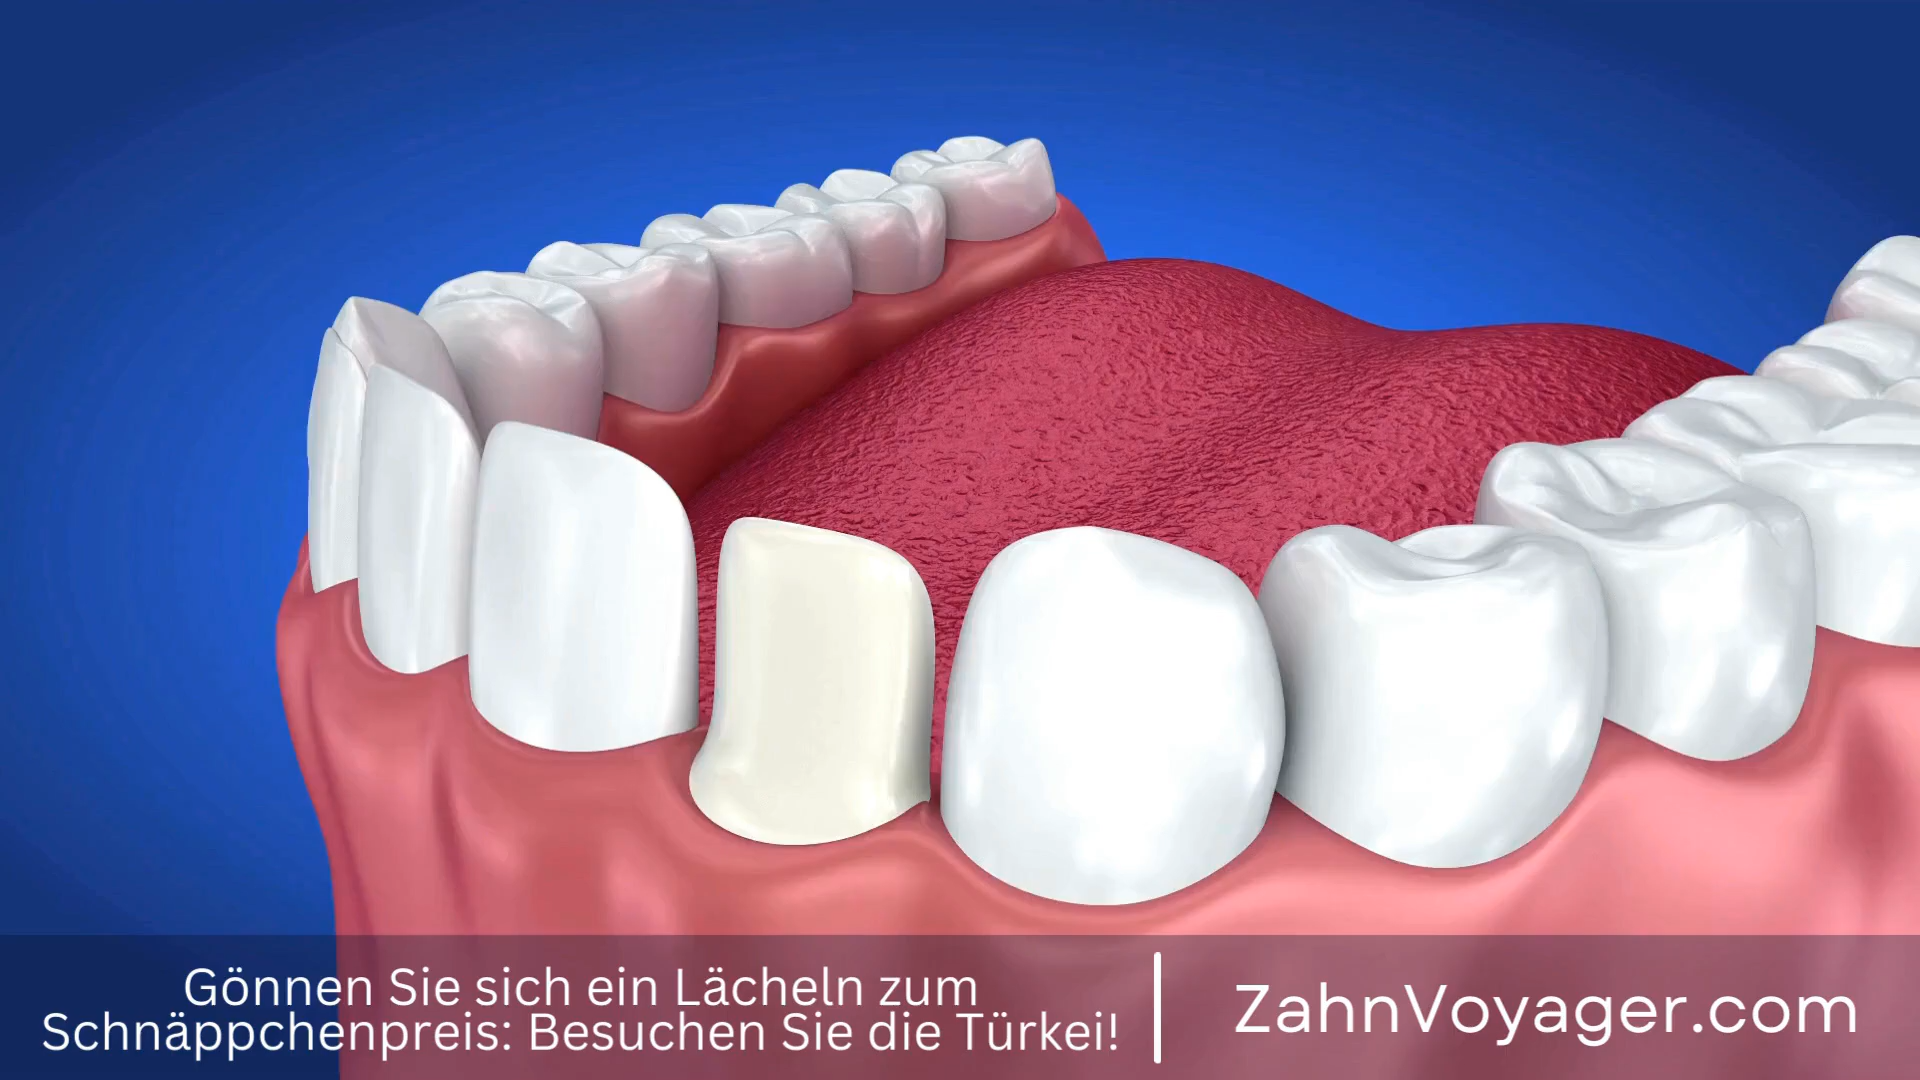 Gönnen Sie sich ein Lächeln zum
Schnäppchenpreis: Besuchen Sie die Türkei!
ZahnVoyager.com